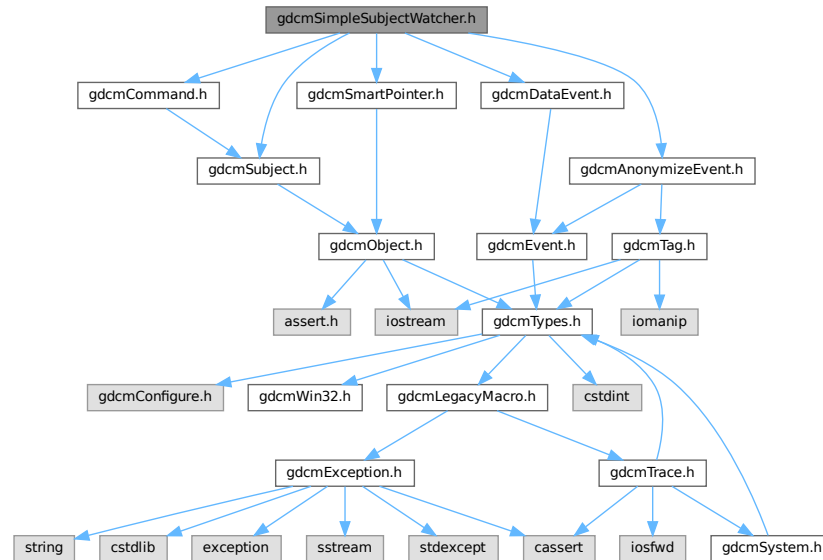 gdcmSimpleSubjectWatcher.h
gdcmCommand.h
gdcmSmartPointer.h
gdcmDataEvent.h
gdcmSubject.h
gdcmAnonymizeEvent.h
gdcmObject.h
gdcmEvent.h
gdcmTag.h
assert.h
iostream
gdcmTypes.h
iomanip
gdcmConfigure.h
gdcmWin32.h
gdcmLegacyMacro.h
cstdint
gdcmException.h
gdcmTrace.h
string
cstdlib
exception
sstream
stdexcept
cassert
iosfwd
gdcmSystem.h